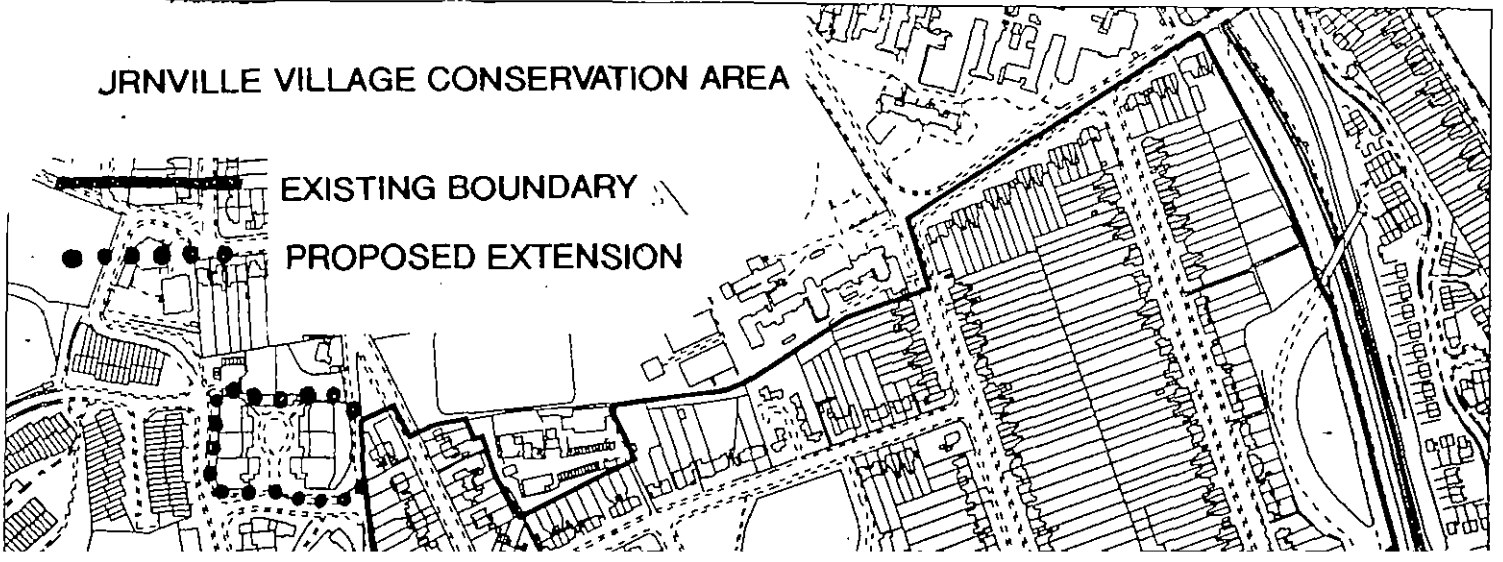 JRNVILLE VILLAGE CONSERVATION AREA
EXISTING BOUNDARY
PROPOSED EXTENSION